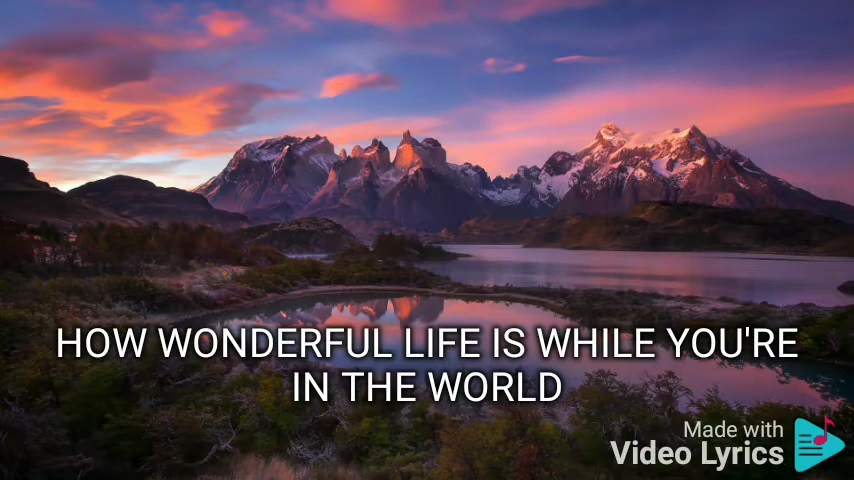 HOW WONDERFUL LIFE IS WHILE YOU'RE
IN THE WORLD
Made with
Video Lyrics